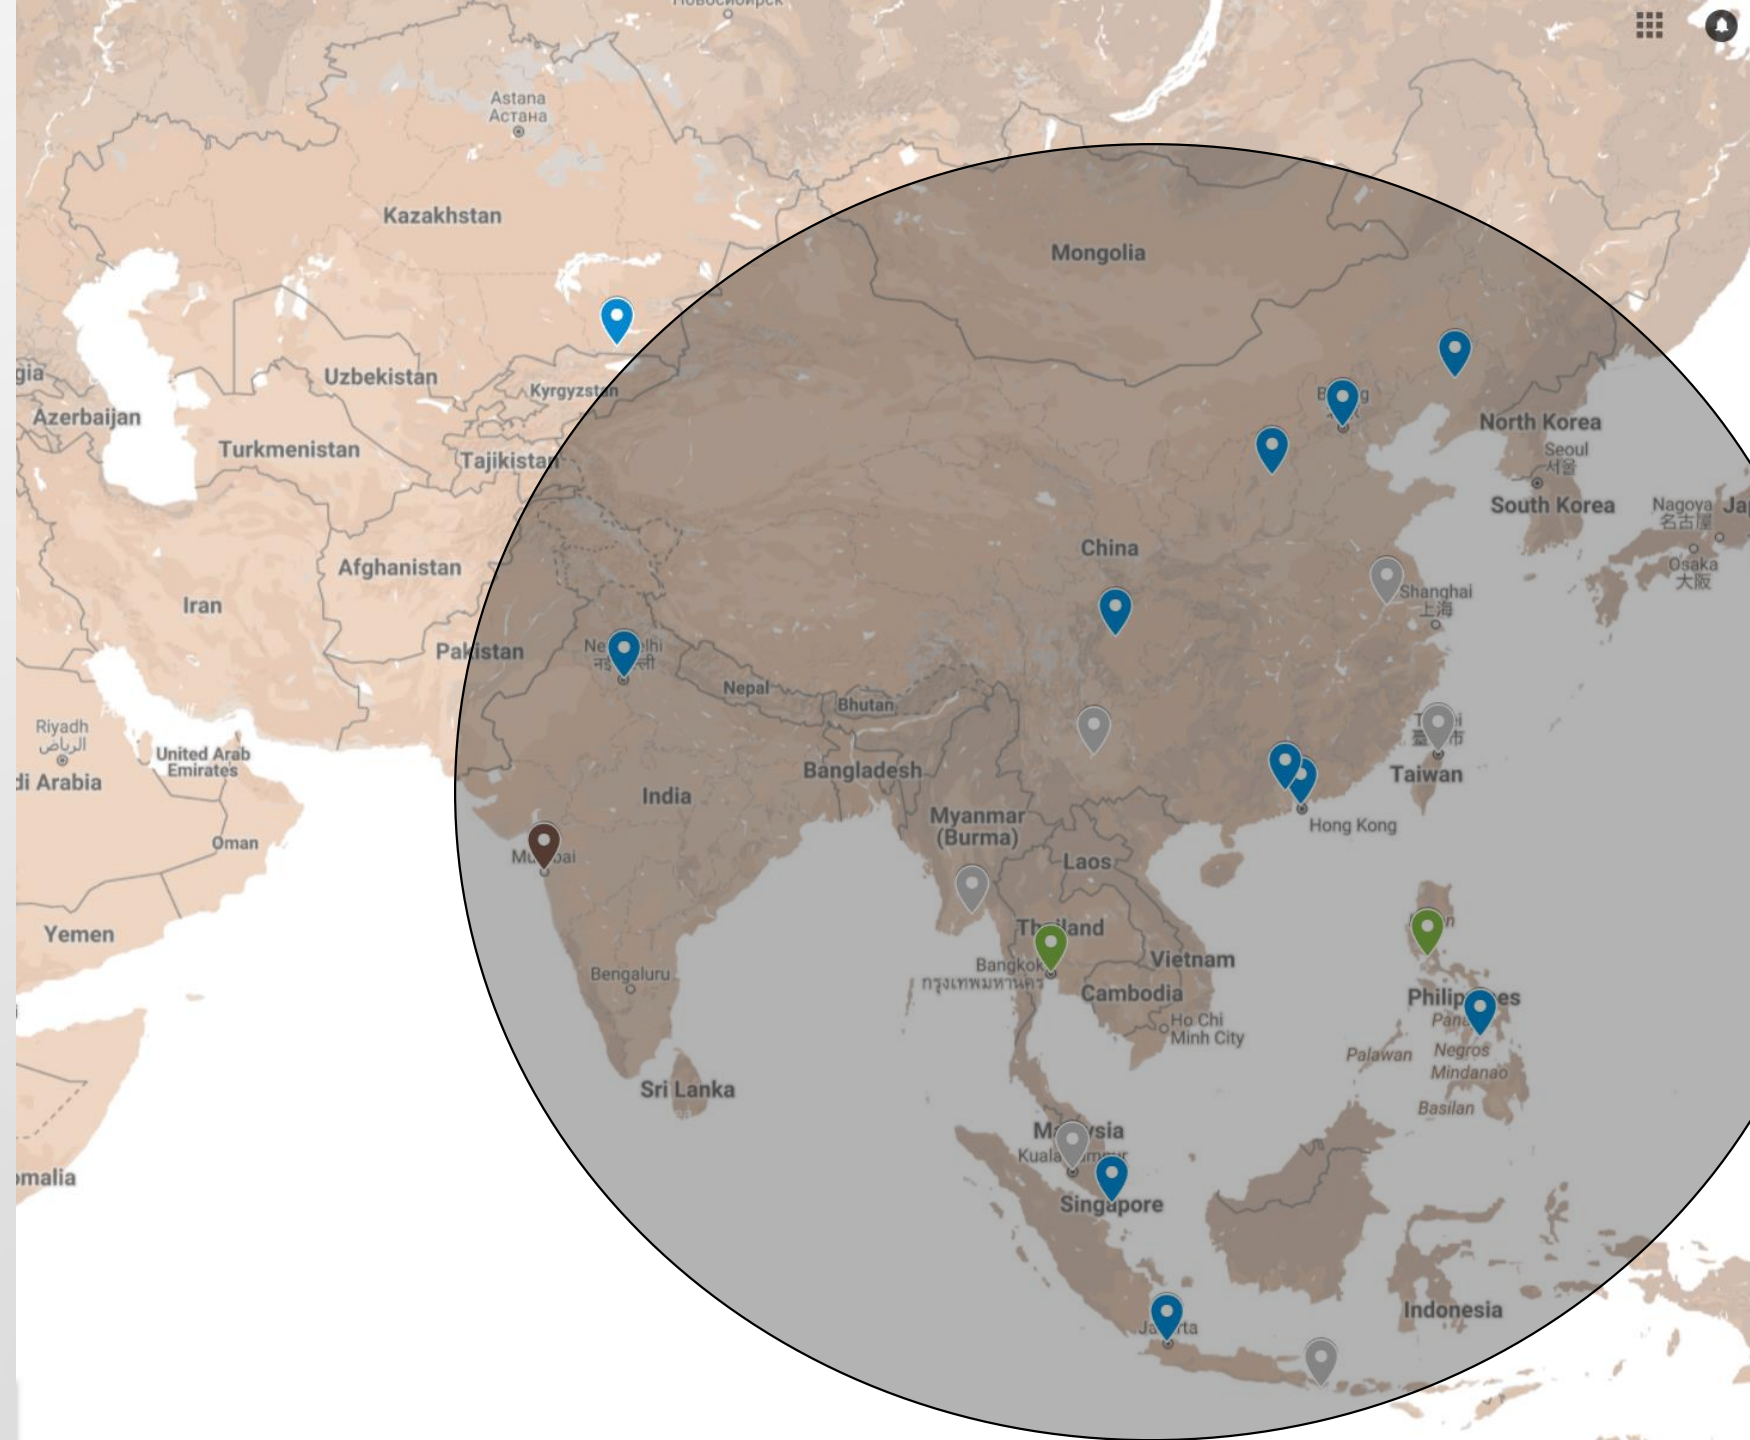 Новосибирск
Astana
Астана
Kazakhstan
Mongolia
gia
Uzbekistan
Kyrgyzstan
Azerbaijan
North Korea
Turkmenistan
Tajikistan
Seoul
서울
South Korea
Nagoya
名古屋
Ja
China
Osaka
大阪
Afghanistan
Shanghai
上海
Iran
Pakistan
Nepal
Bhutan
Riyadh
الرياض
United Arab
Emirates
di Arabia
Taiwan
Bangladesh
India
Myanmar
(Burma)
Hong Kong
Oman
Laos
Yemen
Bengaluru
Bangkok
กรุงเทพมหานคร
Vietnam
Cambodia
Ho Chi
Minh City
Palawan
Negros
Mindanao
Sri Lanka
Basilan
omalia
Singapore
Indonesia